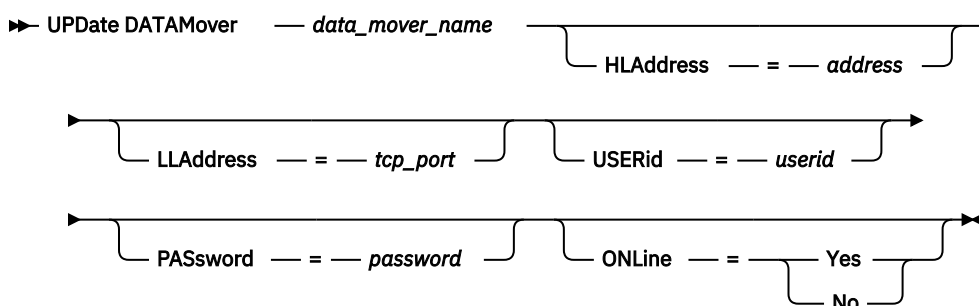 UPDate DATAMover data_mover_name
HLAddress = address
LLAddress = tcp_port USERid = userid
PASsword = password ONLine = Yes
No